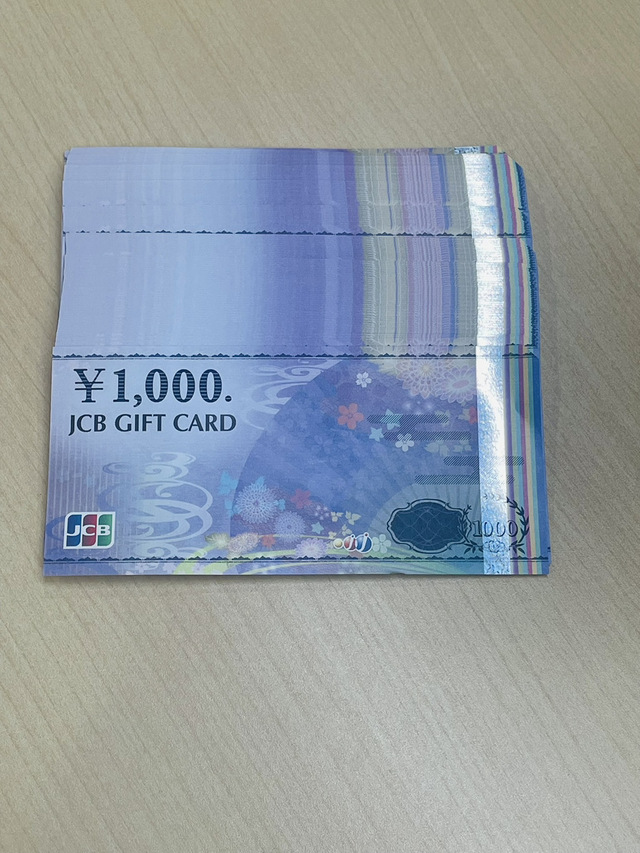 ¥1,000.
JCB GIFT CARD
JCB
1000